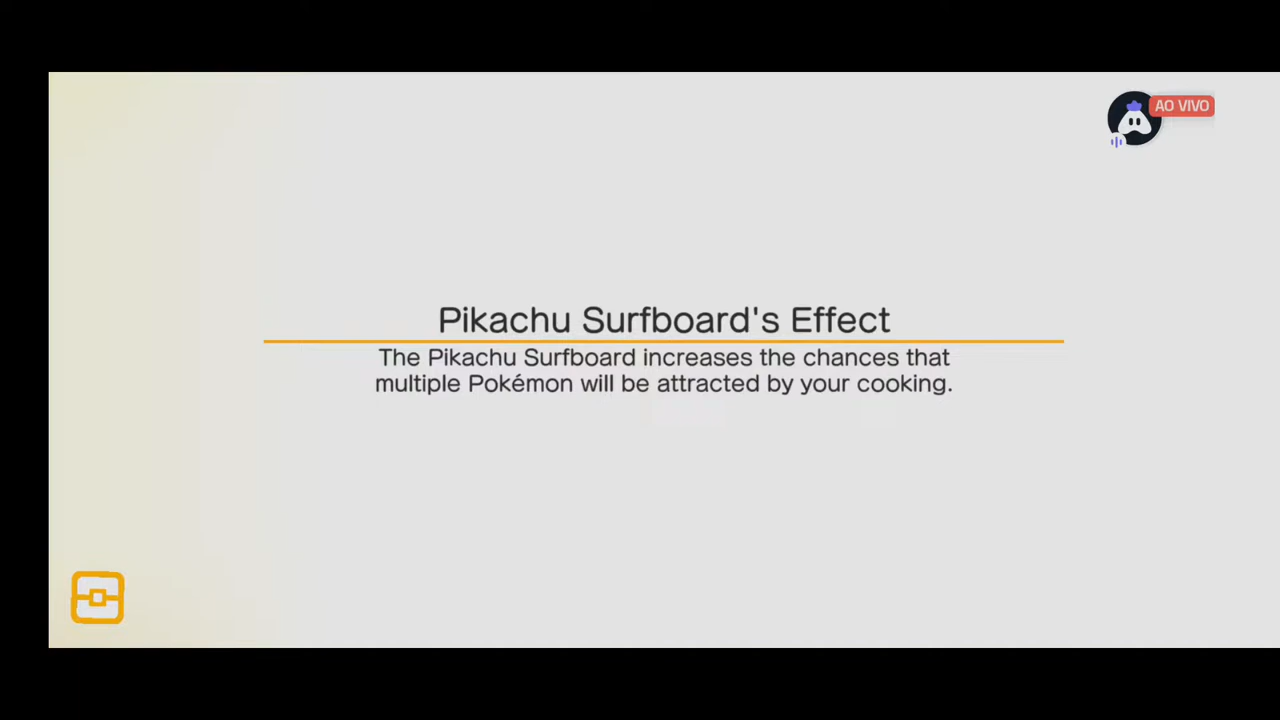 AO VIVO
Pikachu Surfboard's Effect
The Pikachu Surfboard increases the chances that
multiple Pokémon will be attracted by your cooking.